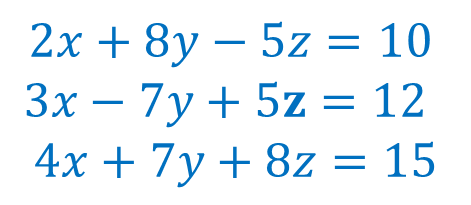 2x + 8y − 5z = 10
3x − 7y + 5z = 12
4x + 7y + 8z = 15